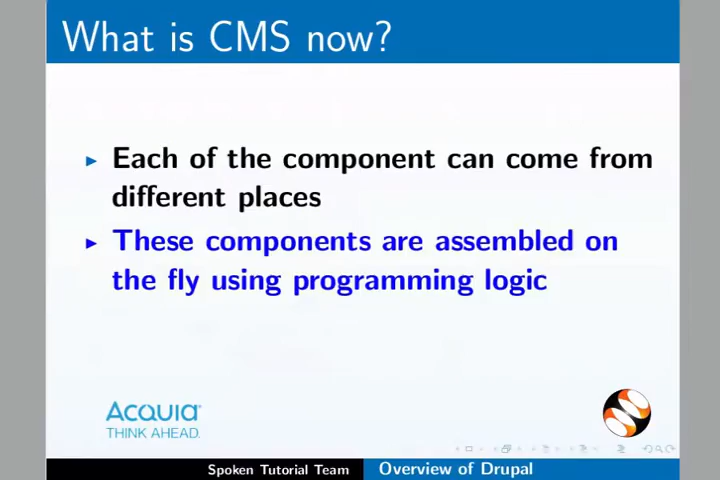 What is CMS now?
Each of the component can come from
different places
These components are assembled on
the fly using programming logic
Acquia
THINK AHEAD.
Spoken Tutorial Team
Overview of Drupal